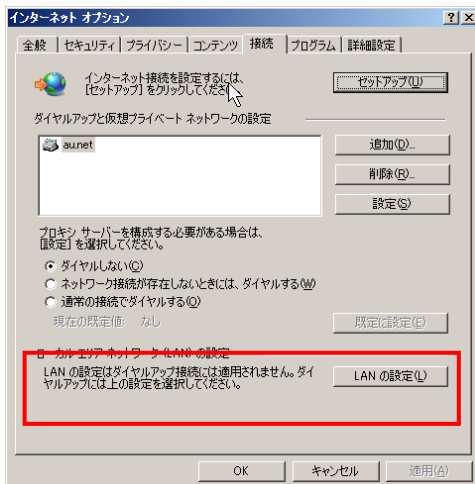 インターネット オプション
全般 セキュリティ プライバシー コンテンツ 接続 プログラム 詳細設定
インターネット接続を設定するには、
[セットアップ] をクリックしてください
セットアップ(U)
ダイヤルアップと仮想プライベート ネットワークの設定
au.net
追加(D)...
削除(R)...
設定(S)
プロキシ サーバーを構成する必要がある場合は、
[設定] を選択してください。
ダイヤルしない(C)
ネットワーク接続が存在しないときには、ダイヤルする(W)
通常の接続でダイヤルする(O)
現在の既定値: なし
既定に設定(E)
ローカル エリア ネットワーク (LAN) の設定
LAN の設定はダイヤルアップ接続には適用されません。ダイ
ヤルアップには上の設定を選択してください。
LAN の設定(L)
OK キャンセル 適用(A)